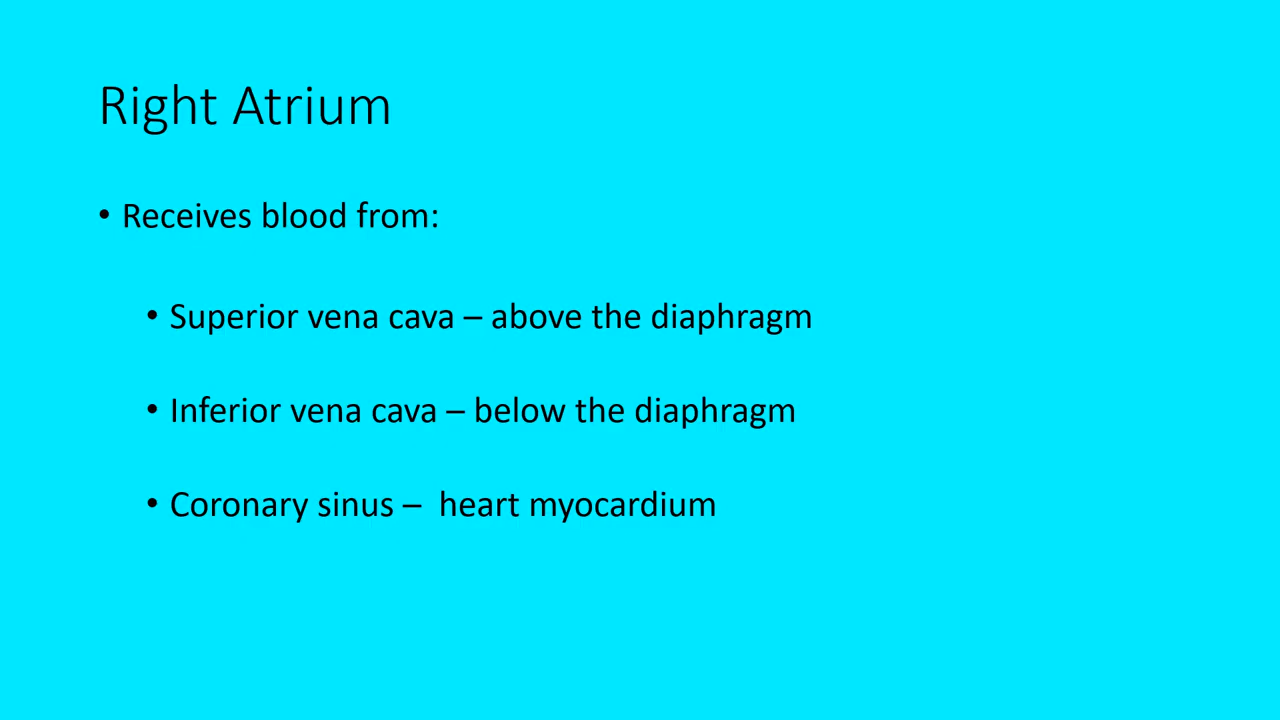 Right Atrium
• Receives blood from:
• Superior vena cava – above the diaphragm
• Inferior vena cava – below the diaphragm
• Coronary sinus –  heart myocardium